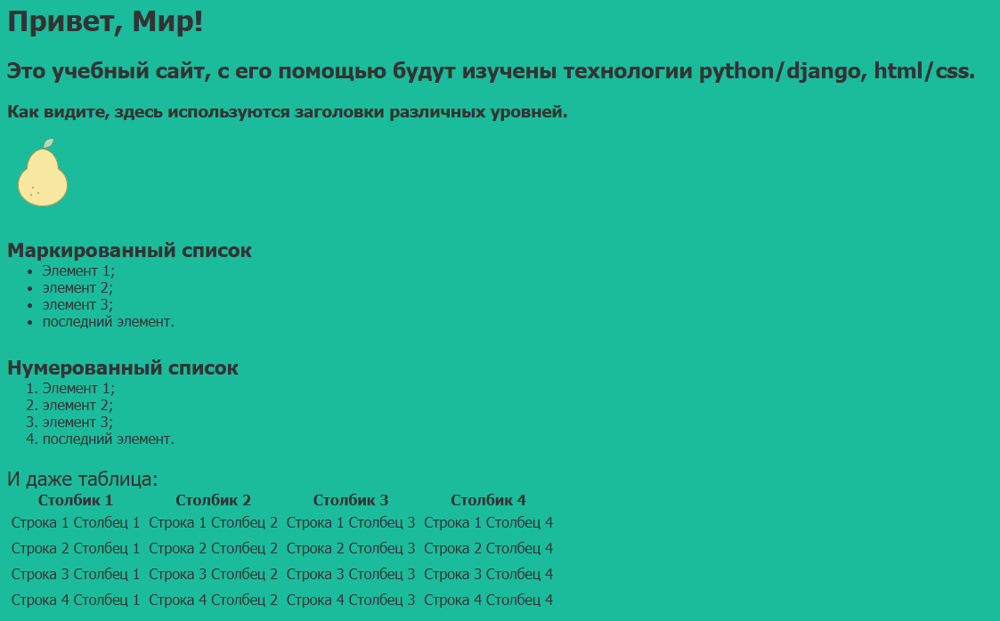 Привет, Мир!
Это учебный сайт, с его помощью будут изучены технологии python/django, html/css.
Как видите, здесь используются заголовки различных уровней.
Маркированный список
• Элемент 1;
• элемент 2;
• элемент 3;
• последний элемент.
Нумерованный список
1. Элемент 1;
2. элемент 2;
3. элемент 3;
4. последний элемент.
И даже таблица:
Столбик 1 Столбик 2 Столбик 3 Столбик 4
Строка 1 Столбец 1 Строка 1 Столбец 2 Строка 1 Столбец 3 Строка 1 Столбец 4
Строка 2 Столбец 1 Строка 2 Столбец 2 Строка 2 Столбец 3 Строка 2 Столбец 4
Строка 3 Столбец 1 Строка 3 Столбец 2 Строка 3 Столбец 3 Строка 3 Столбец 4
Строка 4 Столбец 1 Строка 4 Столбец 2 Строка 4 Столбец 3 Строка 4 Столбец 4